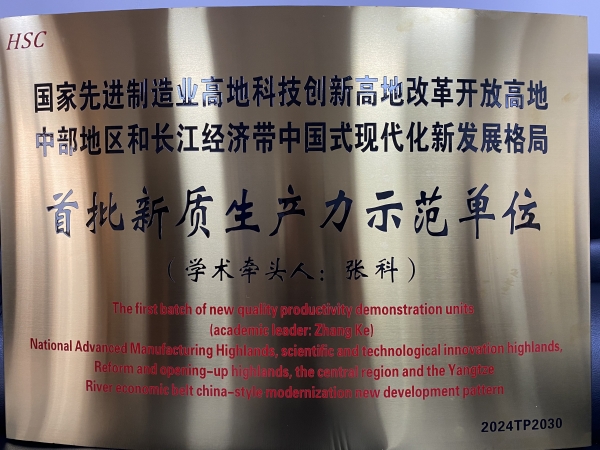 HSC
国家先进制造业高地科技创新高地改革开放高地
中部地区和长江经济带中国式现代化新发展格局
首批新质生产力示范单位
（学术牵头人：张科）
The first batch of new quality productivity demonstration units
(academic leader: Zhang Ke)
National Advanced Manufacturing Highlands, scientific and technological innovation highlands,
Reform and opening-up highlands, the central region and the Yangtze
River economic belt china-style modernization new development pattern
2024TP2030